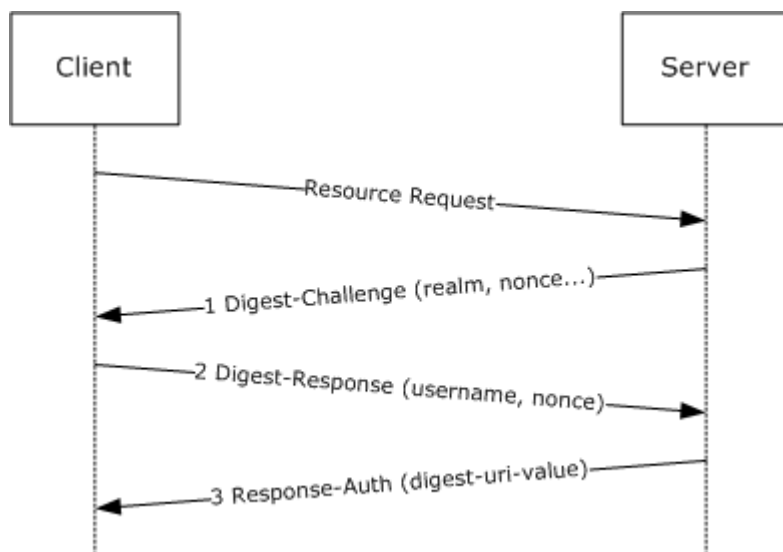 Client
Server
Resource Request
1 Digest-Challenge (realm, nonce...)
2 Digest-Response (username, nonce)
3 Response-Auth (digest-uri-value)